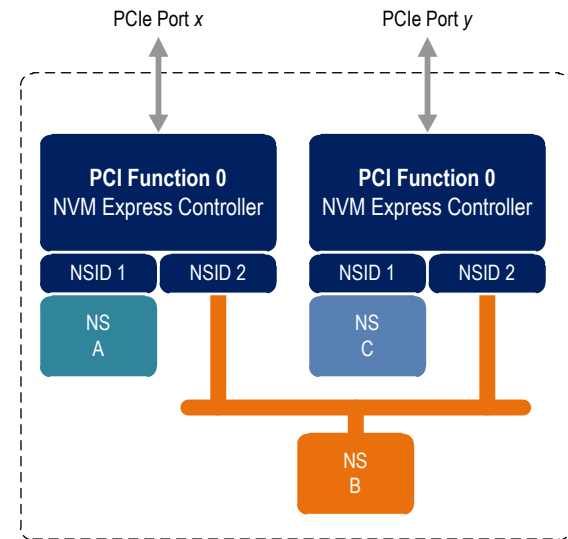 PCIe Port x
PCIe Port y
PCI Function 0
NVM Express Controller
PCI Function 0
NVM Express Controller
NSID 1
NSID 2
NSID 1
NSID 2
NS
A
NS
C
NS
B